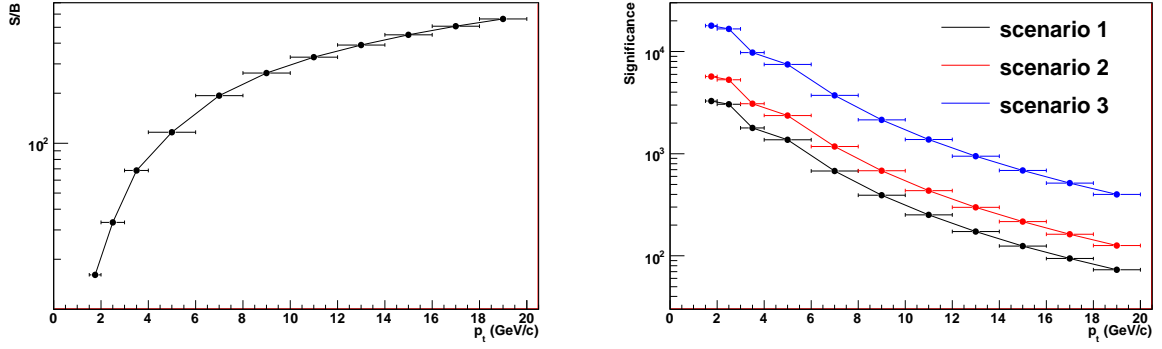 S/B
10²
0 2 4 6 8 10 12 14 16 18 20
p_t (GeV/c)
Significance
10⁴
10³
10²
scenario 1
scenario 2
scenario 3
0 2 4 6 8 10 12 14 16 18 20
p_t (GeV/c)